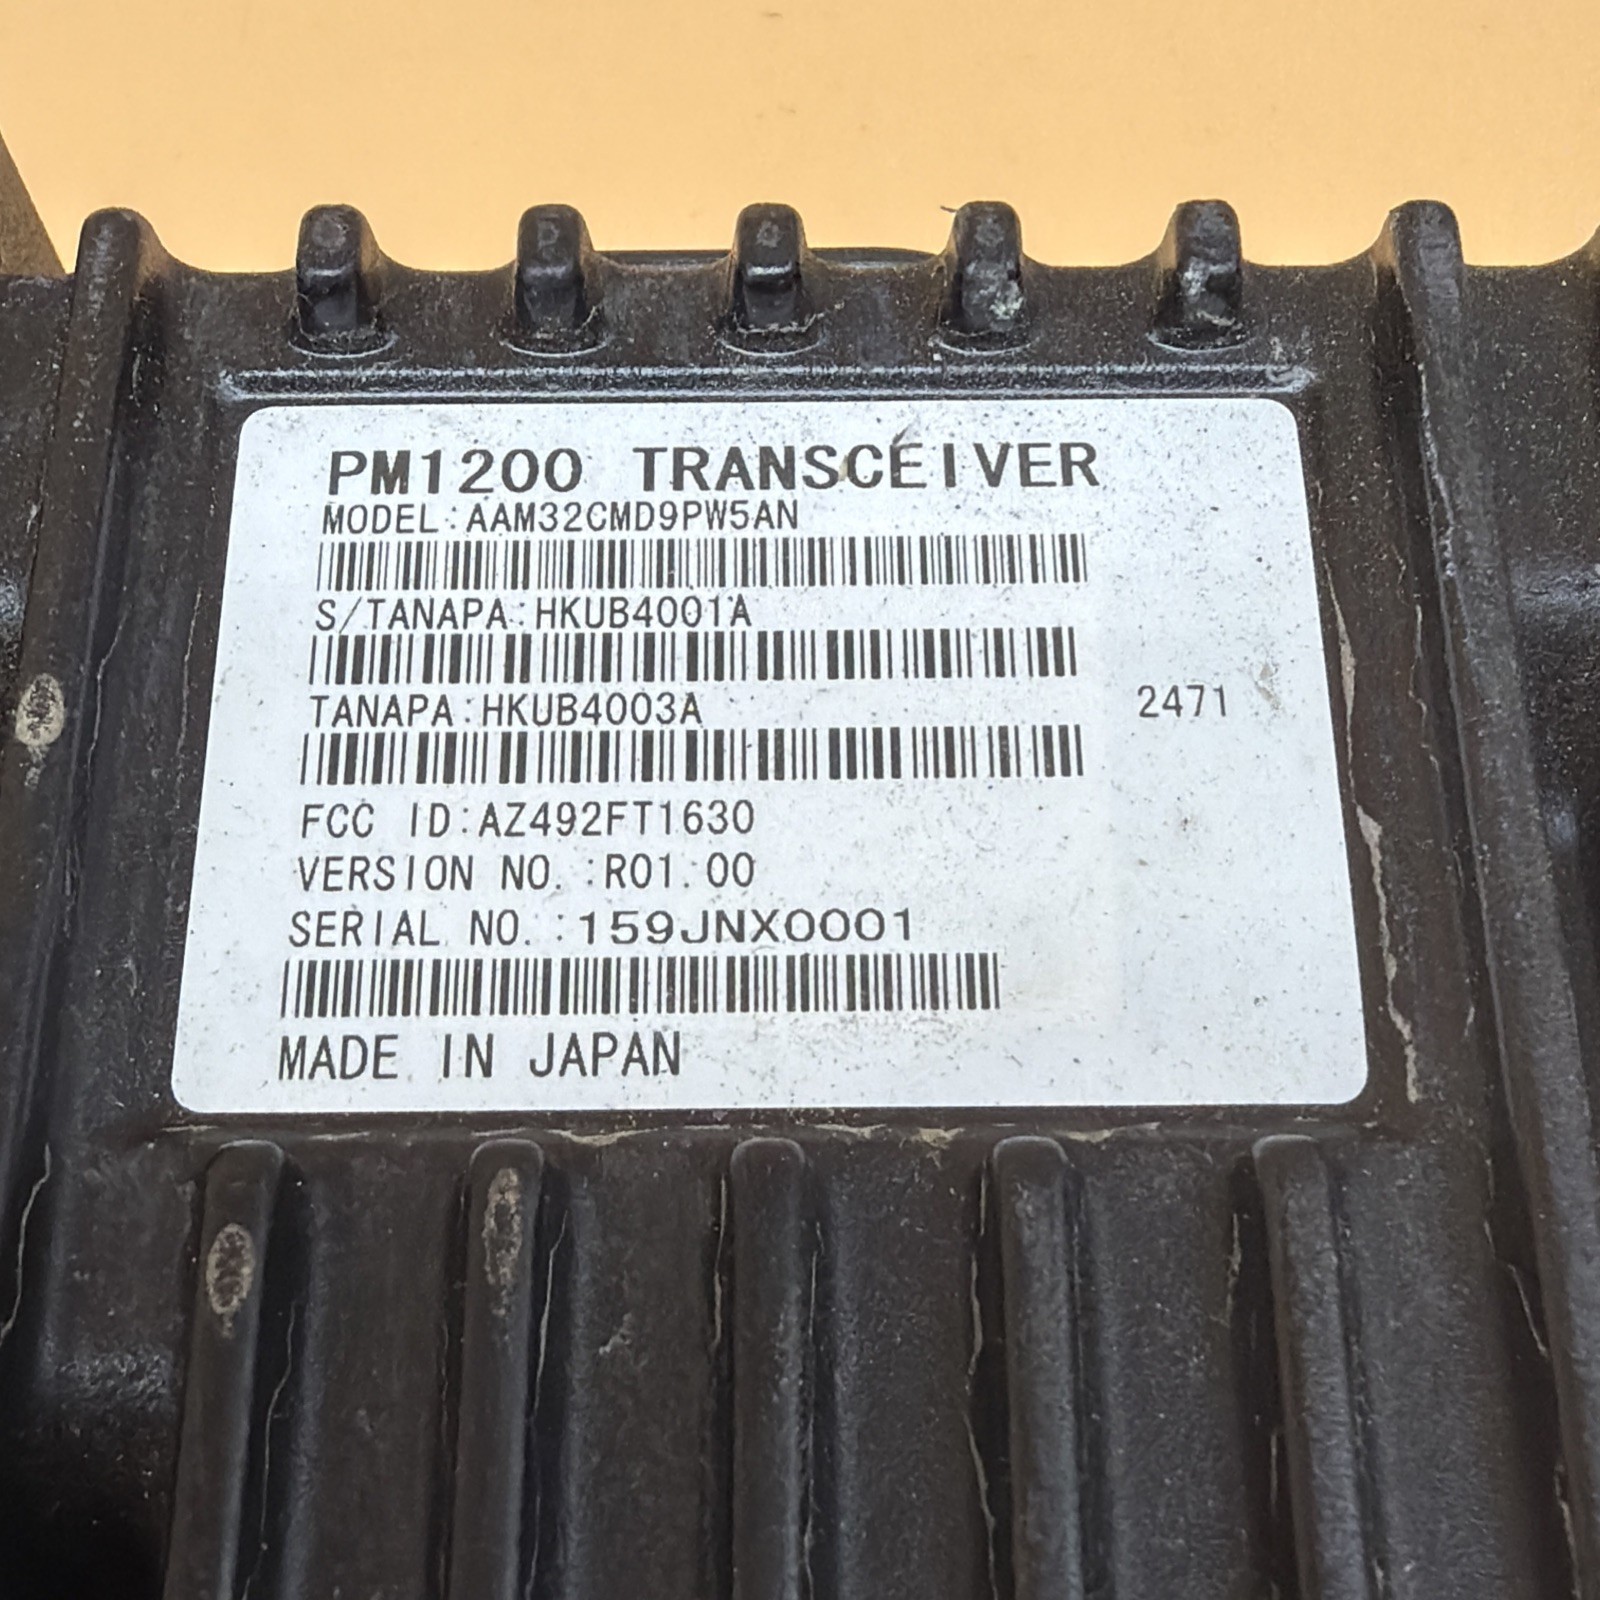 PM1200 TRANSCEIVER
MODEL:AAM32CMD9PW5AN
S/TANAPA:HKUB4001A
TANAPA:HKUB4003A
2471
FCC ID:AZ492FT1630
VERSION NO.:R01.00
SERIAL NO.:159JNX0001
MADE IN JAPAN